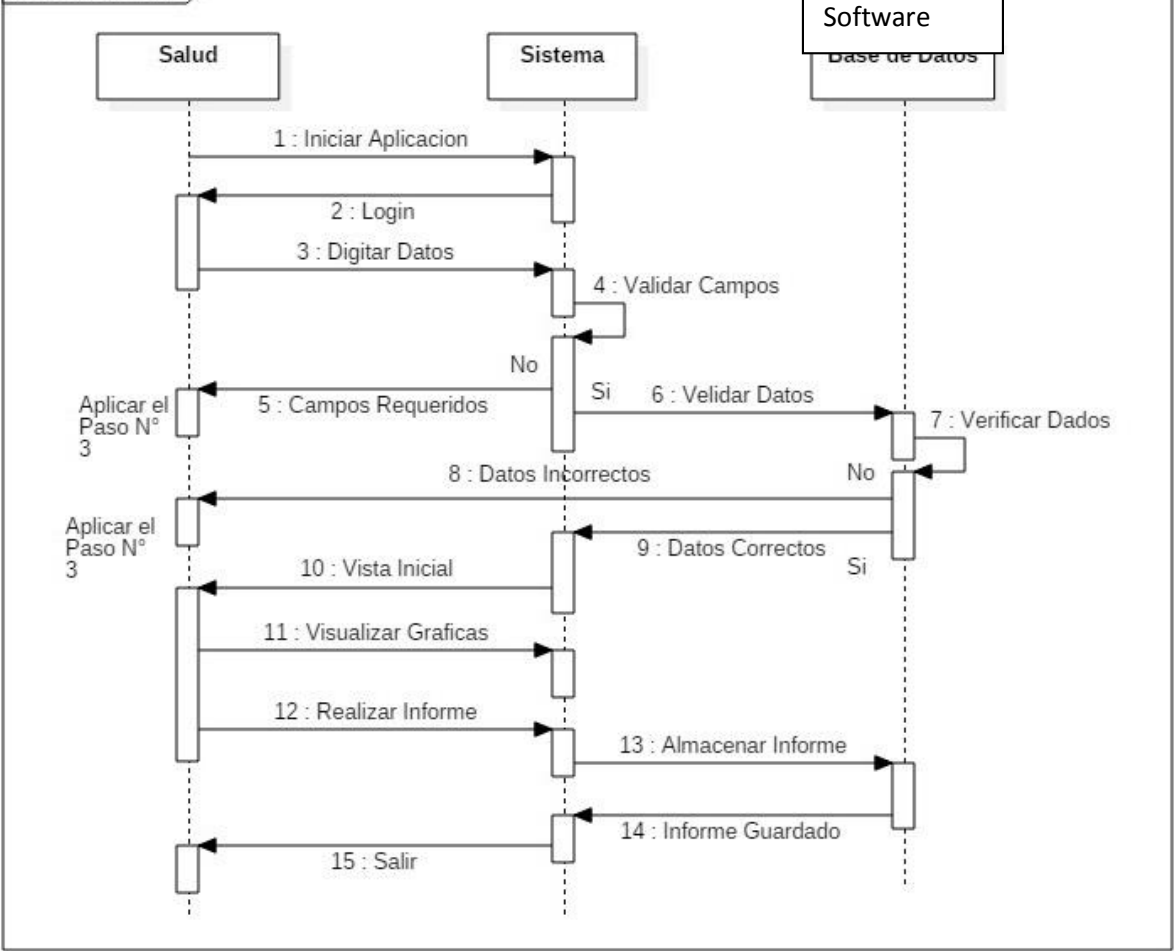 Software
Salud
Sistema
Base de Datos
1 : Iniciar Aplicacion
2 : Login
3 : Digitar Datos
4 : Validar Campos
No
Si
5 : Campos Requeridos
6 : Velidar Datos
Aplicar el
Paso N°
3
7 : Verificar Dados
8 : Datos Incorrectos
No
Aplicar el
Paso N°
3
9 : Datos Correctos
Si
10 : Vista Inicial
11 : Visualizar Graficas
12 : Realizar Informe
13 : Almacenar Informe
14 : Informe Guardado
15 : Salir